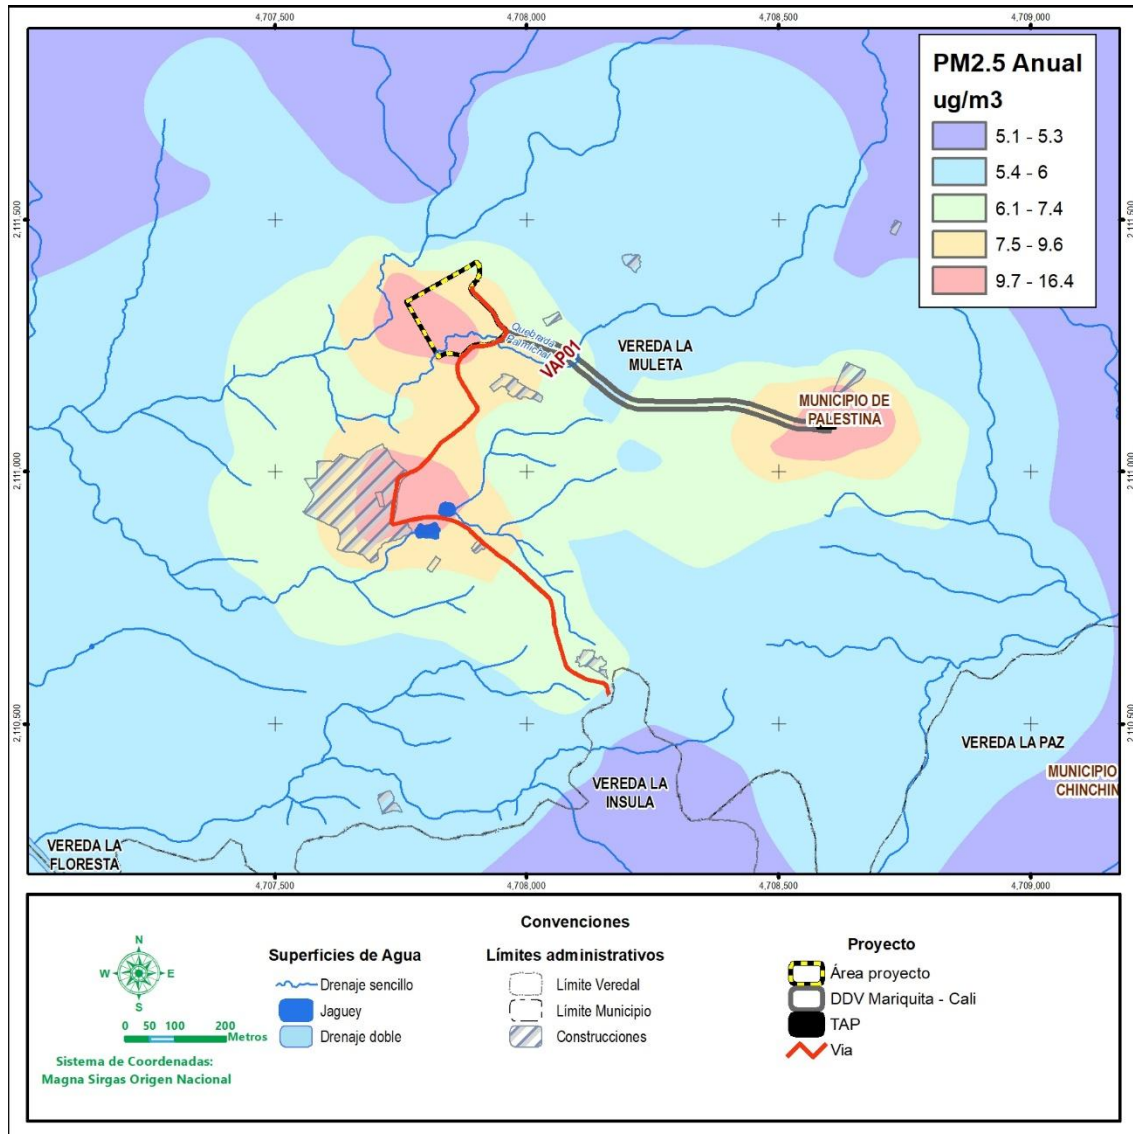 4,707,500
4,708,000
4,708,500
4,709,000
PM2.5 Anual
ug/m3
5.1 - 5.3
5.4 - 6
6.1 - 7.4
7.5 - 9.6
9.7 - 16.4
2,111,500
2,111,500
Quebrada
Palmichal
VAP01
VEREDA LA
MULETA
MUNICIPIO DE
PALESTINA
2,111,000
2,111,000
2,110,500
2,110,500
VEREDA LA PAZ
MUNICIPIO
CHINCHIN
VEREDA LA
INSULA
VEREDA LA
FLORESTA
4,707,500
4,708,000
4,708,500
4,709,000
Convenciones
N
W
E
S
0 50 100 200
Metros
Sistema de Coordenadas:
Magna Sirgas Origen Nacional
Superficies de Agua
Drenaje sencillo
Jaguey
Drenaje doble
Límites administrativos
Límite Veredal
Límite Municipio
Construcciones
Proyecto
Área proyecto
DDV Mariquita - Cali
TAP
Via